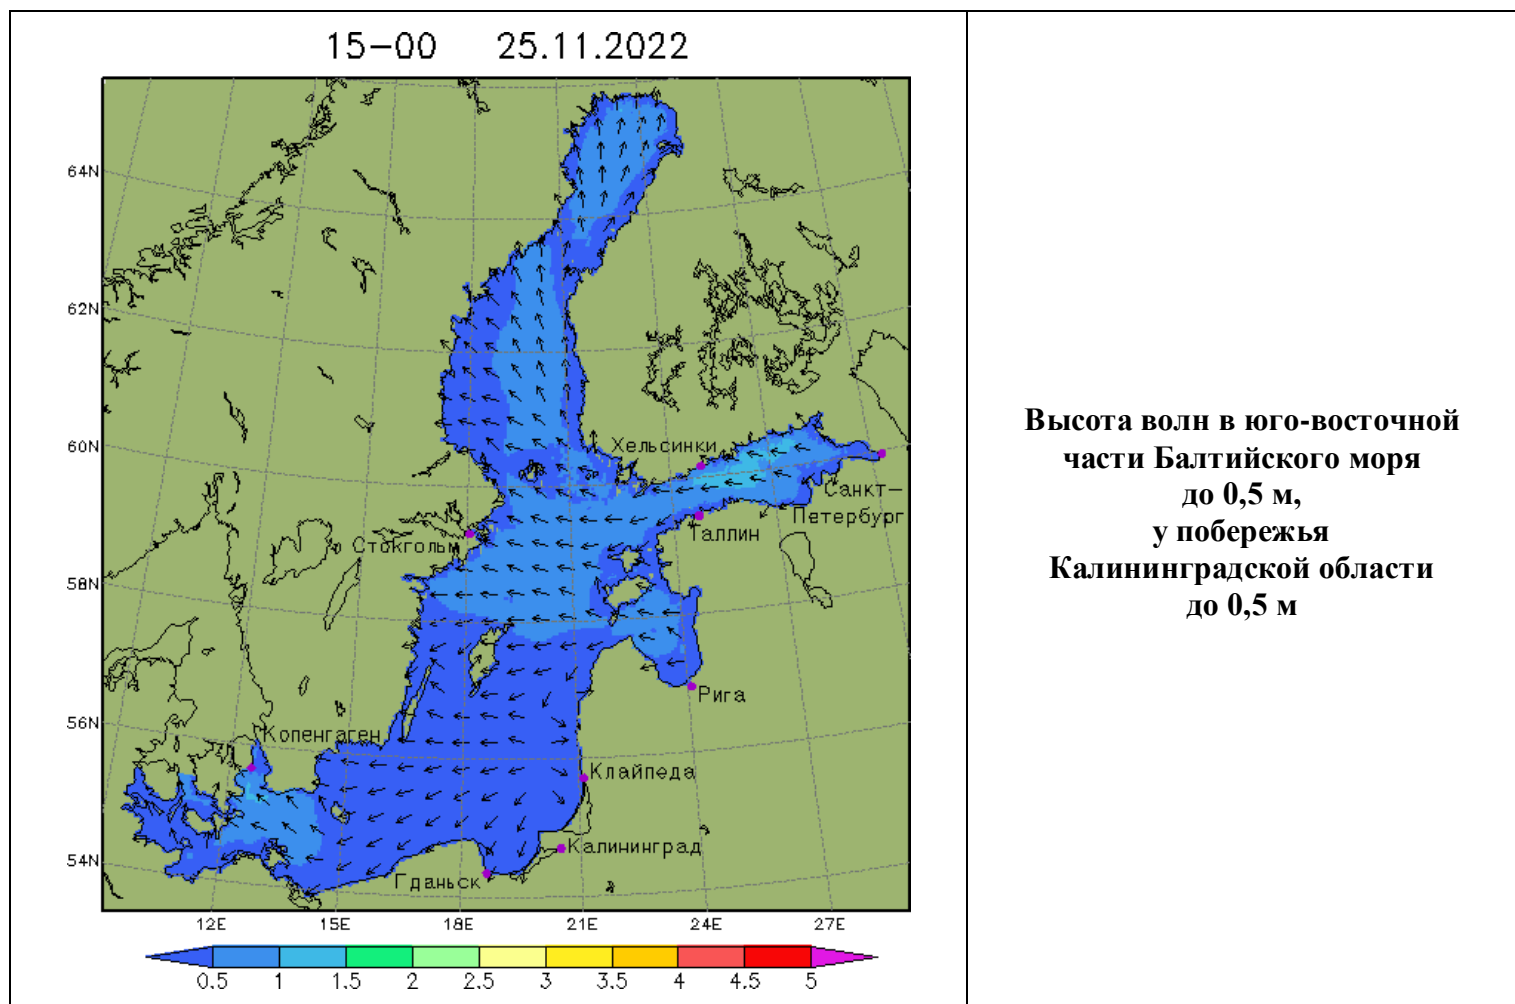 15-00 25.11.2022
64N
62N
60N
58N
56N
54N
Хельсинки
Санкт-
Петербург
Таллин
Стокгольм
Рига
Копенгаген
Клайпеда
Калининград
Гданьск
12E 15E 18E 21E 24E 27E
0.5 1 1.5 2 2.5 3 3.5 4 4.5 5
Высота волн в юго-восточной
части Балтийского моря
до 0,5 м,
у побережья
Калининградской области
до 0,5 м